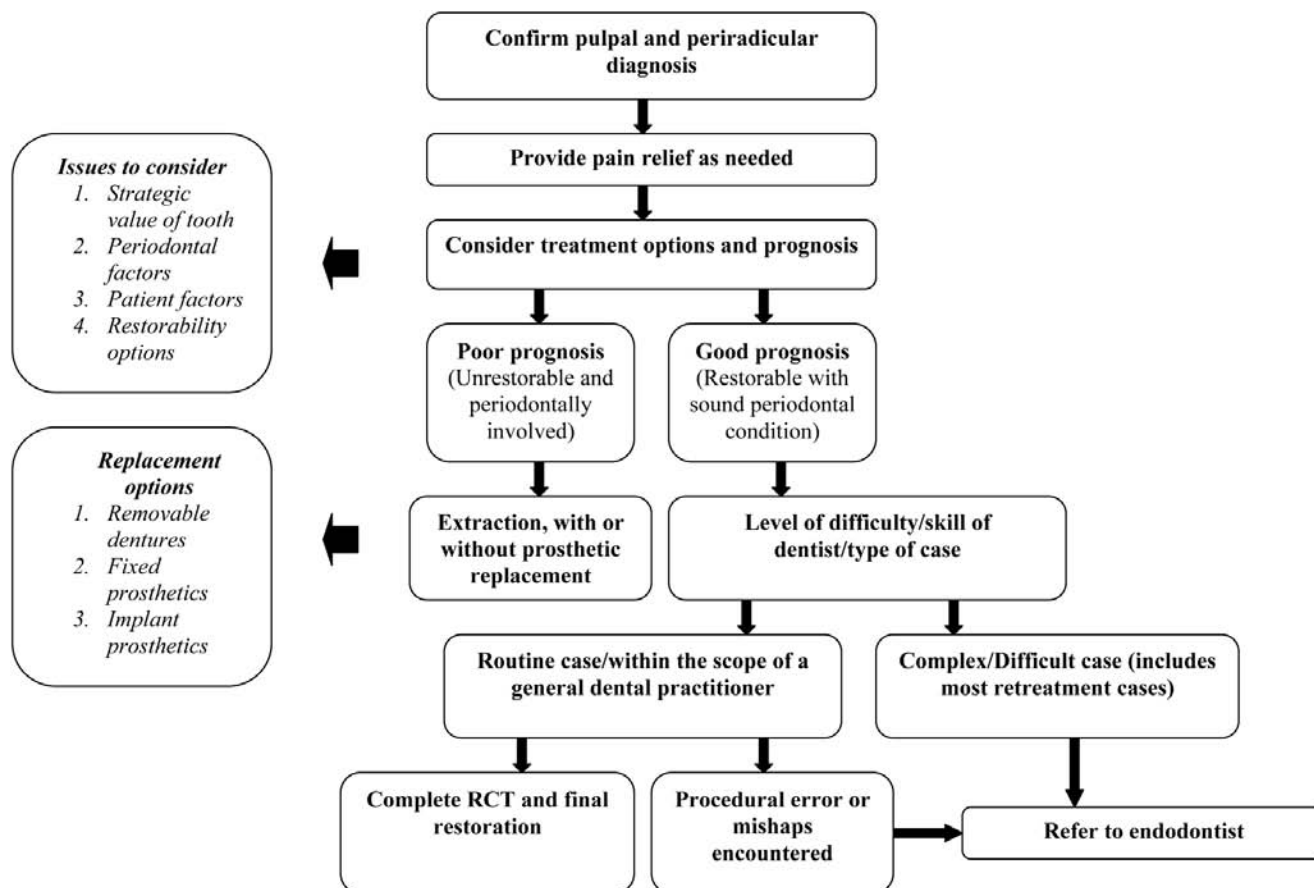 Confirm pulpal and periradicular
diagnosis
Provide pain relief as needed
Consider treatment options and prognosis
Issues to consider
1. Strategic
value of tooth
2. Periodontal
factors
3. Patient factors
4. Restorability
options
Poor prognosis
(Unrestorable and
periodontally
involved)
Good prognosis
(Restorable with
sound periodontal
condition)
Replacement
options
1. Removable
dentures
2. Fixed
prosthetics
3. Implant
prosthetics
Extraction, with or
without prosthetic
replacement
Level of difficulty/skill of
dentist/type of case
Routine case/within the scope of a
general dental practitioner
Complex/Difficult case (includes
most retreatment cases)
Complete RCT and final
restoration
Procedural error or
mishaps
encountered
Refer to endodontist